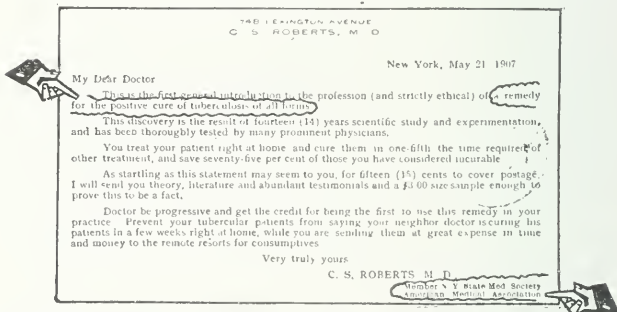 748 LEXINGTON AVENUE
C S ROBERTS, M D
New York, May 21 1907
My Dear Doctor
This is the first general introduction to the profession (and strictly ethical) of a remedy
for the positive cure of tuberculosis of all forms
This discovery is the result of fourteen (14) years scientific study and experimentation,
and has been thoroughly tested by many prominent physicians.
You treat your patient right at home and cure them in one-fifth the time required of
other treatment, and save seventy-five per cent of those you have considered incurable
As startling as this statement may seem to you, for fifteen (15) cents to cover postage,
I will send you theory, literature and abundant testimonials and a $3 00 size sample enough to
prove this to be a fact.
Doctor be progressive and get the credit for being the first to use this remedy in your
practice Prevent your tubercular patients from saying your neighbor doctor is curing his
patients in a few weeks right at home, while you are sending them at great expense in time
and money to the remote resorts for consumptives
Very truly yours
C. S. ROBERTS M D
Member N Y State Med Society
American Medical Association